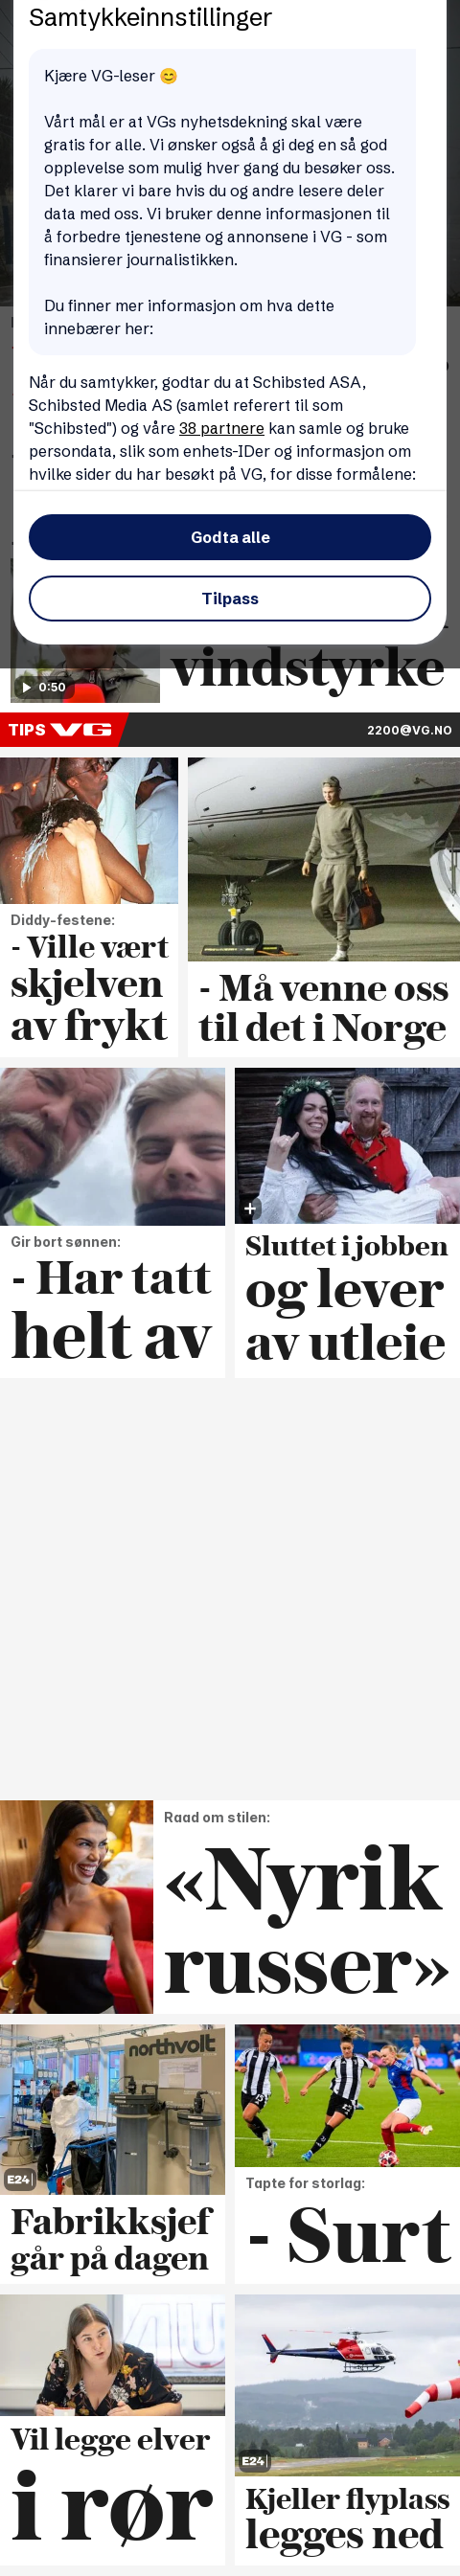 Samtykkeinnstillinger
Kjære VG-leser 😊
Vårt mål er at VGs nyhetsdekning skal være
gratis for alle. Vi ønsker også å gi deg en så god
opplevelse som mulig hver gang du besøker oss.
Det klarer vi bare hvis du og andre lesere deler
data med oss. Vi bruker denne informasjonen til
å forbedre tjenestene og annonsene i VG - som
finansierer journalistikken.
Du finner mer informasjon om hva dette
innebærer her:
Når du samtykker, godtar du at Schibsted ASA,
Schibsted Media AS (samlet referert til som
"Schibsted") og våre 38 partnere kan samle og bruke
persondata, slik som enhets-IDer og informasjon om
hvilke sider du har besøkt på VG, for disse formålene:
Godta alle
Tilpass
0:50
vindstyrke
TIPS VG
2200@VG.NO
Diddy-festene:
- Ville vært
skjelven
av frykt
- Må venne oss
til det i Norge
Gir bort sønnen:
- Har tatt
helt av
Sluttet i jobben
og lever
av utleie
Raad om stilen:
«Nyrik
russer»
northvolt
E24
Fabrikksjef
går på dagen
Tapte for storlag:
- Surt
Vil legge elver
i rør
E24
Kjeller flyplass
legges ned